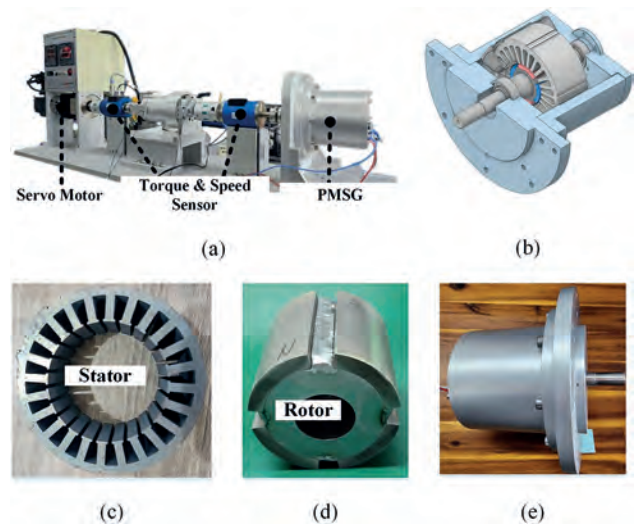 Servo Motor
Torque & Speed
Sensor
PMSG
(a)
(b)
Stator
(c)
Rotor
(d)
(e)